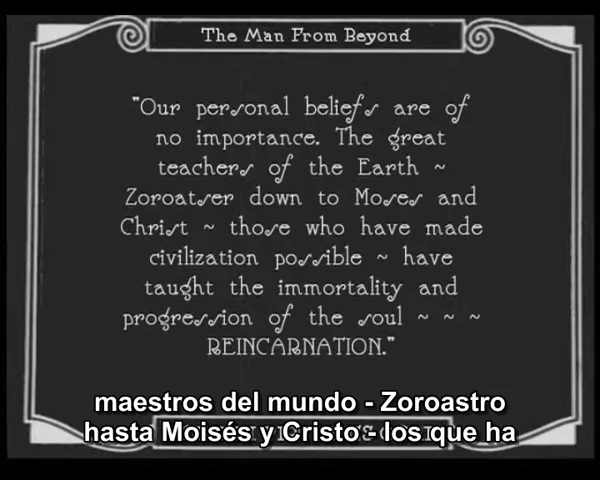 The Man From Beyond
"Our personal beliefs are of
no importance. The great
teachers of the Earth ~
Zoroatser down to Moses and
Christ ~ those who have made
civilization possible ~ have
taught the immortality and
progression of the soul ~ ~ ~
REINCARNATION."
maestros del mundo - Zoroastro
hasta Moisés y Cristo - los que ha